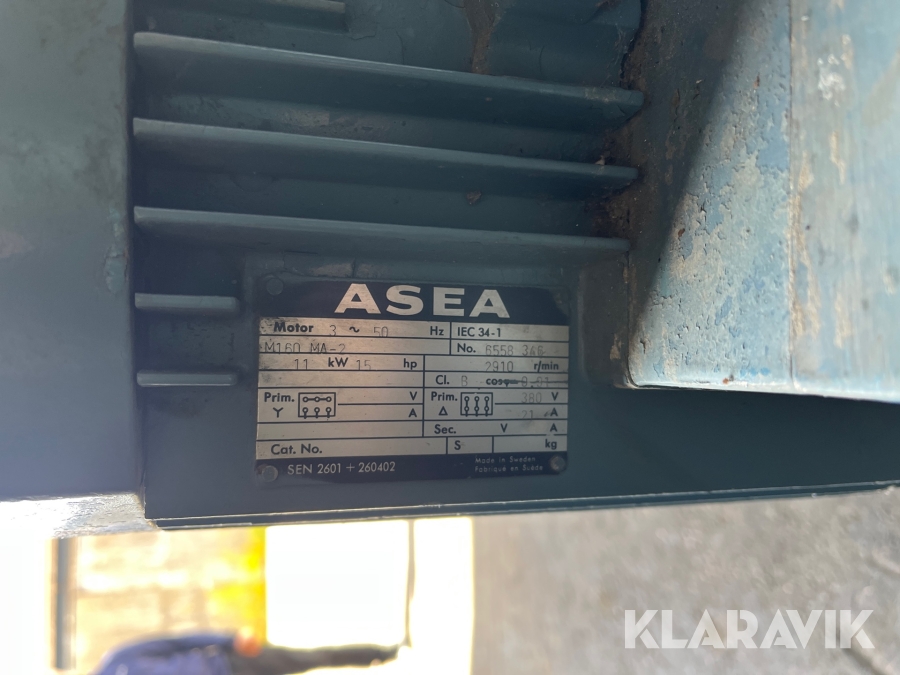 ASEA
Motor 3 ~ 50 Hz IEC 34-1
M160 MA-2 No. 6558
11 kW 15 hp 2910 r/min
Cl. B cosφ
Prim. V Prim. 380 V
Y A Δ A
Sec. V A
Cat. No. S kg
SEN 2601 + 260402
Made in Sweden
Fabriqué en Suède
KLARAVIK